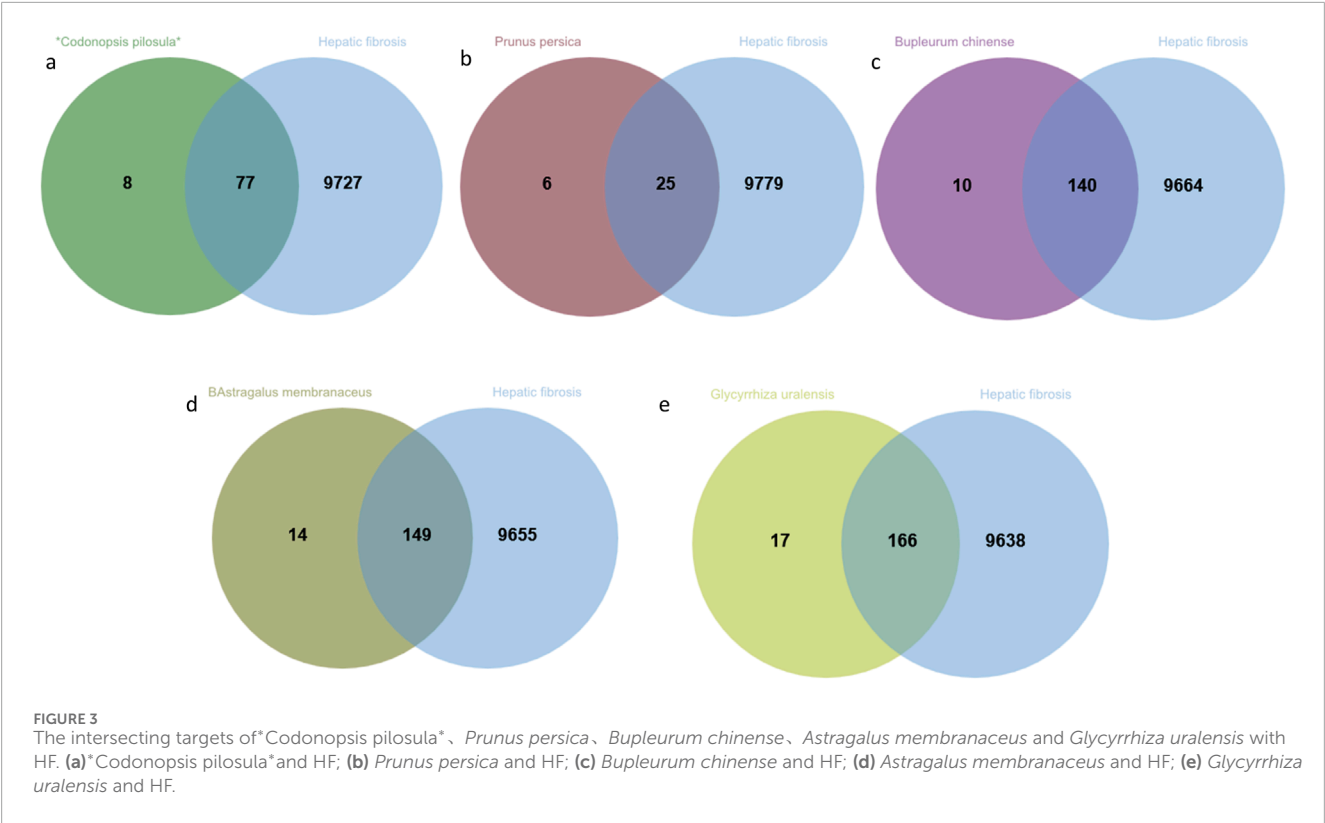 *Codonopsis pilosula*
Hepatic fibrosis
a
8
77
9727
Prunus persica
Hepatic fibrosis
b
6
25
9779
Bupleurum chinense
Hepatic fibrosis
c
10
140
9664
BAstragalus membranaceus
Hepatic fibrosis
d
14
149
9655
Glycyrrhiza uralensis
Hepatic fibrosis
e
17
166
9638
FIGURE 3
The intersecting targets of*Codonopsis pilosula*、Prunus persica、Bupleurum chinense、Astragalus membranaceus and Glycyrrhiza uralensis with
HF. (a)*Codonopsis pilosula*and HF; (b) Prunus persica and HF; (c) Bupleurum chinense and HF; (d) Astragalus membranaceus and HF; (e) Glycyrrhiza
uralensis and HF.